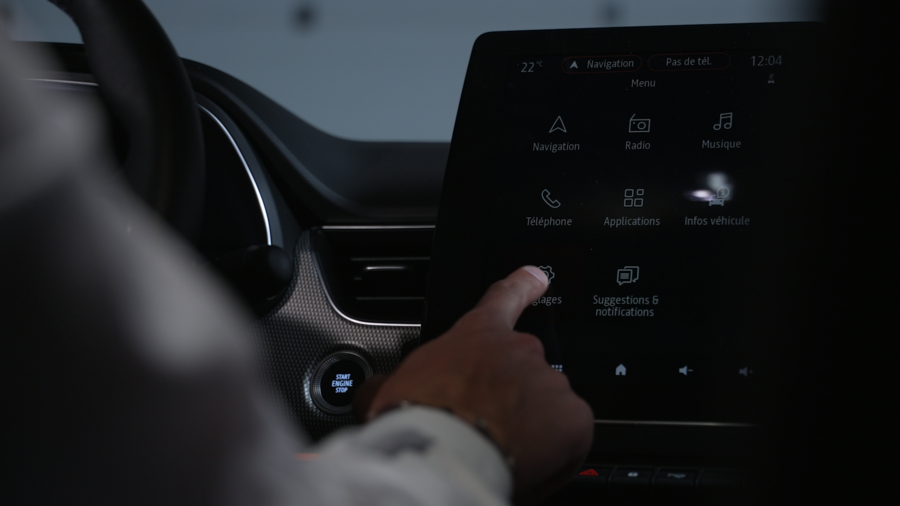 22°C
Navigation
Pas de tél.
12:04
Menu
Navigation
Radio
Musique
Téléphone
Applications
Infos véhicule
glages
Suggestions &
notifications
START
ENGINE
STOP